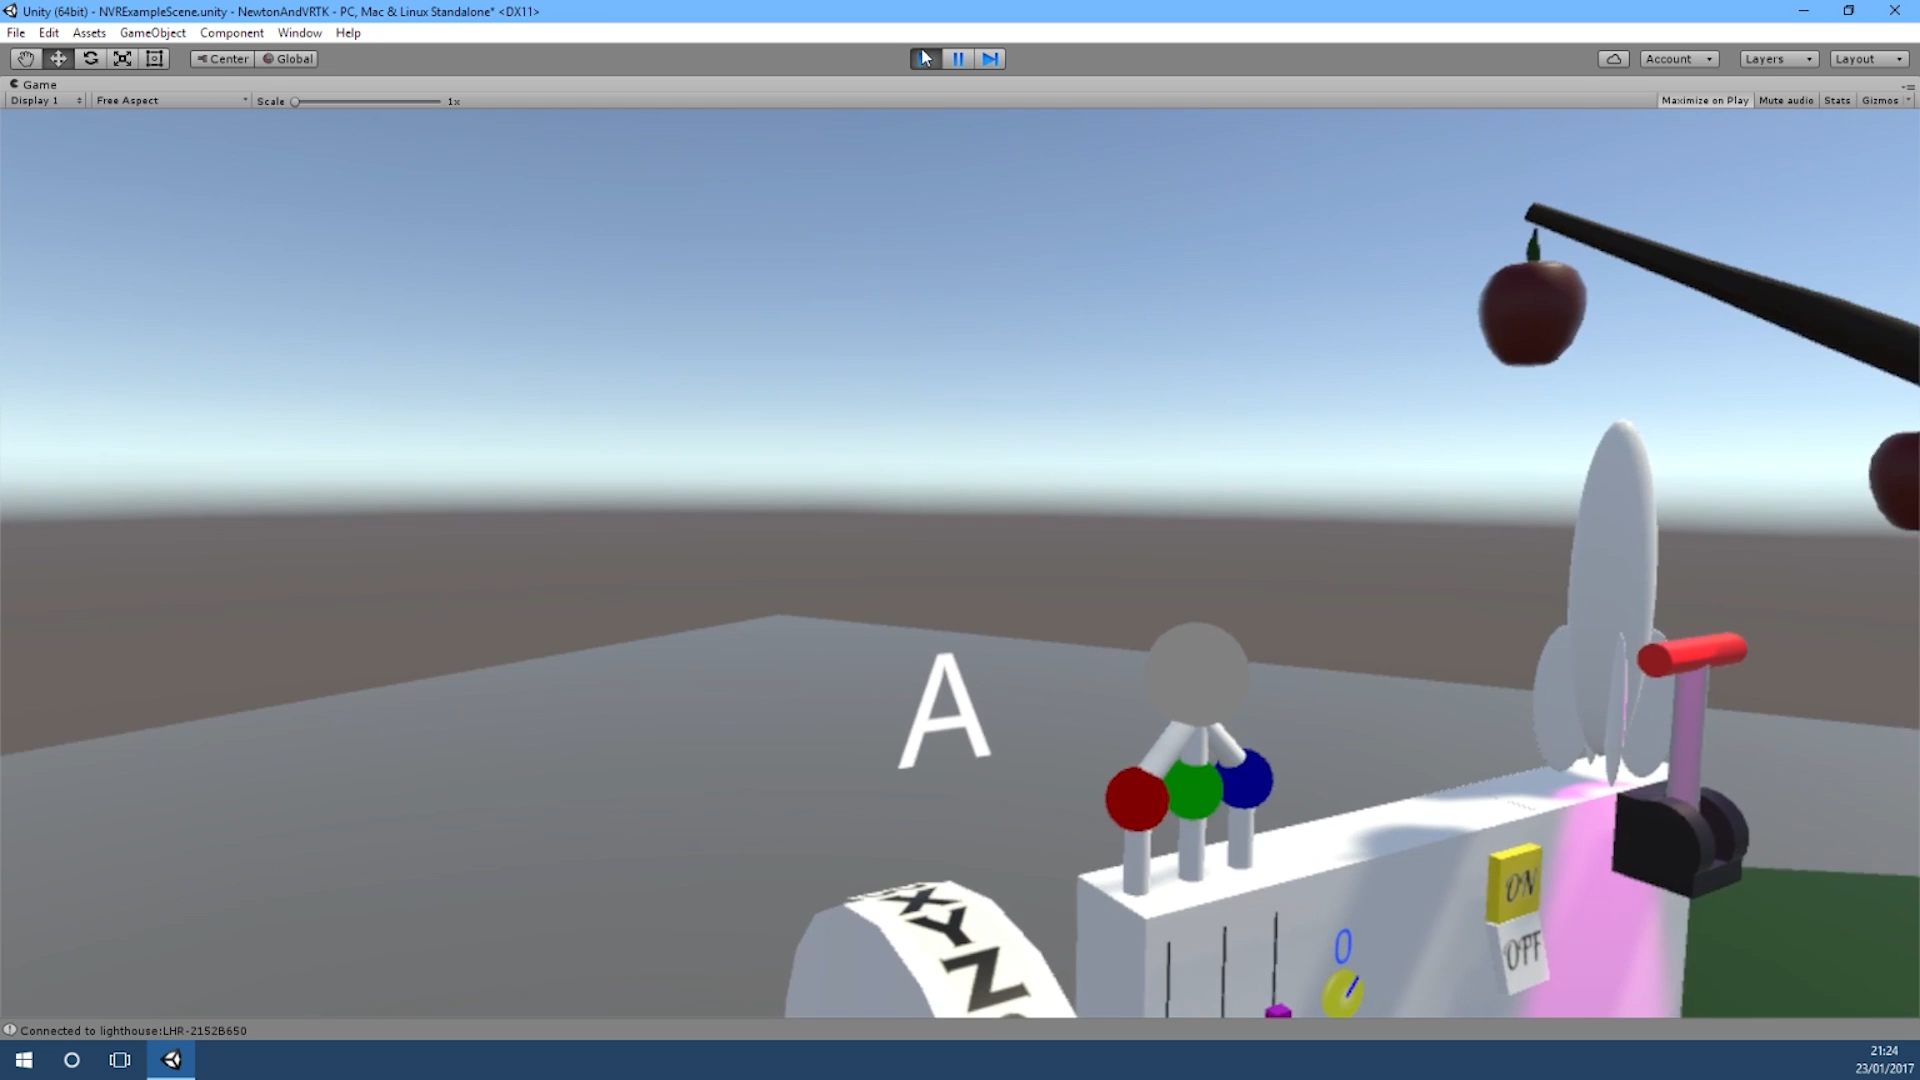 Unity (64bit) - NVRExampleScene.unity - NewtonAndVRTK - PC, Mac & Linux Standalone* <DX11>
File Edit Assets GameObject Component Window Help
Center Global Account Layers Layout
Game
Display 1 Free Aspect Scale 1x Maximize on Play Mute audio Stats Gizmos
A
XYZ
0
ON
OFF
Connected to lighthouse:LHR-2152B650
21:24
23/01/2017